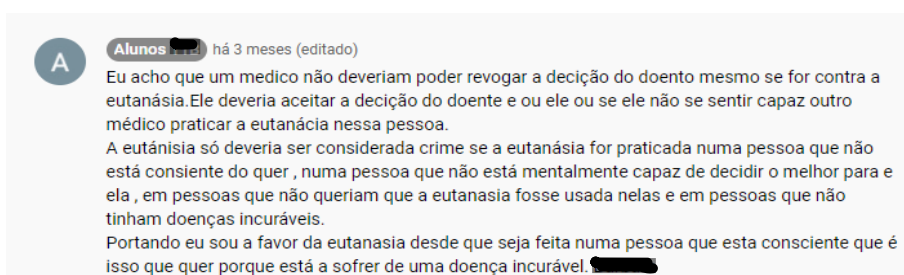 A
Alunos há 3 meses (editado)
Eu acho que um medico não deveriam poder revogar a decição do doento mesmo se for contra a
eutanásia.Ele deveria aceitar a decição do doente e ou ele ou se ele não se sentir capaz outro
médico praticar a eutanácia nessa pessoa.
A eutánisia só deveria ser considerada crime se a eutanásia for praticada numa pessoa que não
está consiente do quer , numa pessoa que não está mentalmente capaz de decidir o melhor para e
ela , em pessoas que não queriam que a eutanasia fosse usada nelas e em pessoas que não
tinham doenças incuráveis.
Portando eu sou a favor da eutanasia desde que seja feita numa pessoa que esta consciente que é
isso que quer porque está a sofrer de uma doença incurável.